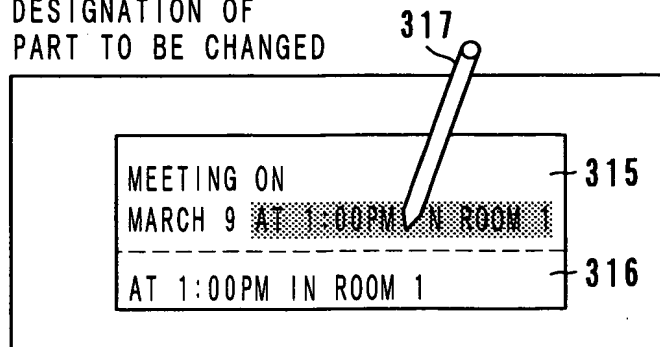 DESIGNATION OF
PART TO BE CHANGED
317
MEETING ON
MARCH 9 AT 1:00PM IN ROOM 1
315
AT 1:00PM IN ROOM 1
316